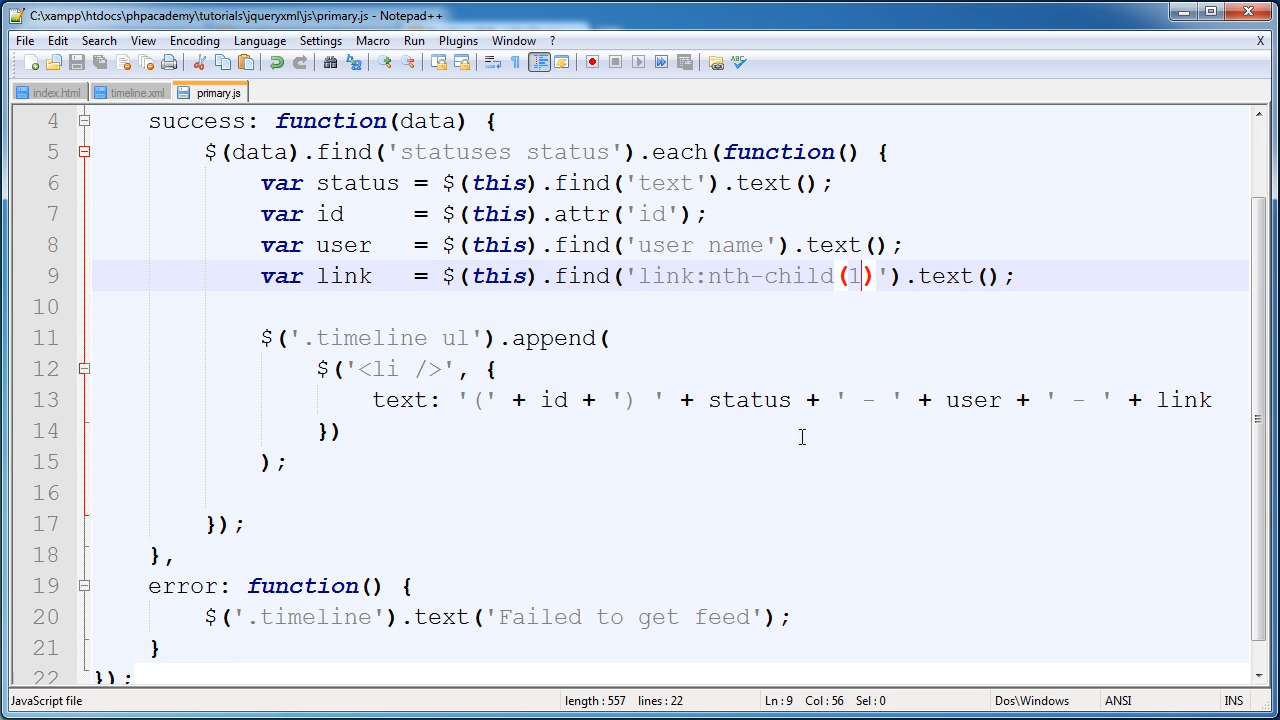 C:\xampp\htdocs\phpacademy\tutorials\jqueryxml\js\primary.js - Notepad++
File Edit Search View Encoding Language Settings Macro Run Plugins Window ? X
index.html timeline.xml primary.js
4 success: function(data) {
5 $(data).find('statuses status').each(function() {
6 var status = $(this).find('text').text();
7 var id = $(this).attr('id');
8 var user = $(this).find('user name').text();
9 var link = $(this).find('link:nth-child(1)').text();
10
11 $('.timeline ul').append(
12 $('<li />', {
13 text: '(' + id + ') ' + status + ' - ' + user + ' - ' + link
14 })
15 );
16
17 });
18 },
19 error: function() {
20 $('.timeline').text('Failed to get feed');
21 }
22 });
JavaScript file length : 557 lines : 22 Ln : 9 Col : 56 Sel : 0 Dos\Windows ANSI INS